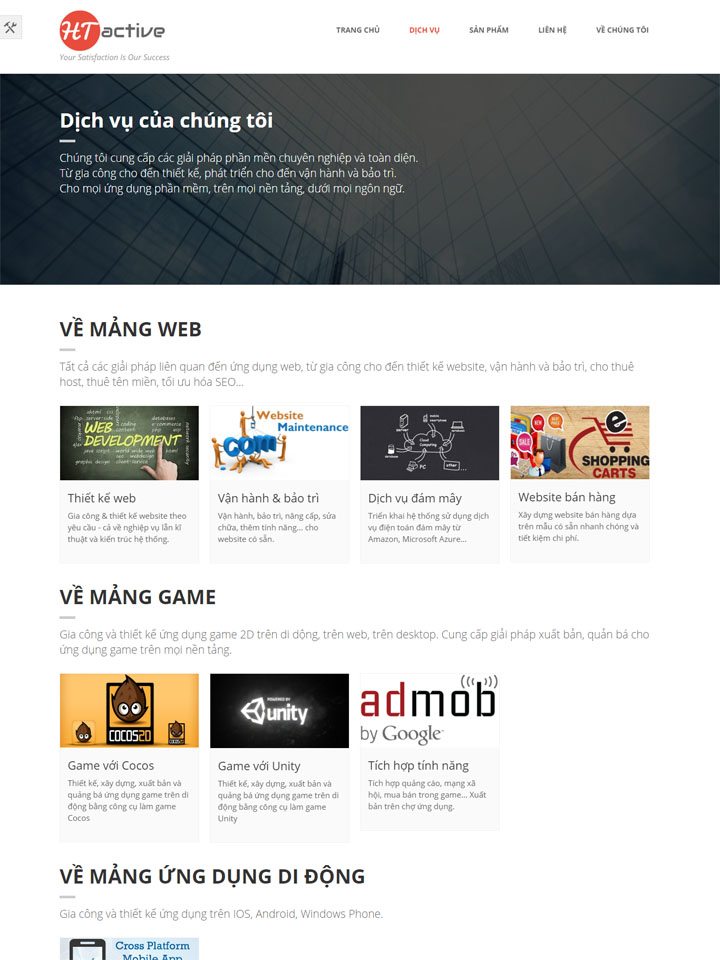 HTactive
Your Satisfaction Is Our Success
TRANG CHỦ
DỊCH VỤ
SẢN PHẨM
LIÊN HỆ
VỀ CHÚNG TÔI
Dịch vụ của chúng tôi
Chúng tôi cung cấp các giải pháp phần mền chuyên nghiệp và toàn diện.
Từ gia công cho đến thiết kế, phát triển cho đến vận hành và bảo trì.
Cho mọi ứng dụng phần mềm, trên mọi nền tảng, dưới mọi ngôn ngữ.
VỀ MẢNG WEB
Tất cả các giải pháp liên quan đến ứng dụng web, từ gia công cho đến thiết kế website, vận hành và bảo trì, cho thuê
host, thuê tên miền, tối ưu hóa SEO...
WEB
DEVELOPMENT
Website
Maintenance
.com
Cloud
Computing
PC
SALE
NEW
SHOPPING
CARTS
Thiết kế web
Gia công & thiết kế website theo
yêu cầu - cả về nghiệp vụ lẫn kĩ
thuật và kiến trúc hệ thống.
Vận hành & bảo trì
Vận hành, bảo trì, nâng cấp, sửa
chữa, thêm tính năng... cho
website có sẵn.
Dịch vụ đám mây
Triển khai hệ thống sử dụng dịch
vụ điện toán đám mây từ
Amazon, Microsoft Azure...
Website bán hàng
Xây dựng website bán hàng dựa
trên mẫu có sẵn nhanh chóng và
tiết kiệm chi phí.
VỀ MẢNG GAME
Gia công và thiết kế ứng dụng game 2D trên di động, trên web, trên desktop. Cung cấp giải pháp xuất bản, quản bá cho
ứng dụng game trên mọi nền tảng.
COCOS2D
POWERED BY
unity
admob
by Google
Game với Cocos
Thiết kế, xây dựng, xuất bản và
quảng bá ứng dụng game trên di
động bằng công cụ làm game
Cocos
Game với Unity
Thiết kế, xây dựng, xuất bản và
quảng bá ứng dụng game trên di
động bằng công cụ làm game
Unity
Tích hợp tính năng
Tích hợp quảng cáo, mạng xã
hội, mua bán trong game... Xuất
bản trên chợ ứng dụng.
VỀ MẢNG ỨNG DỤNG DI ĐỘNG
Gia công và thiết kế ứng dụng trên IOS, Android, Windows Phone.
Cross Platform
Mobile App